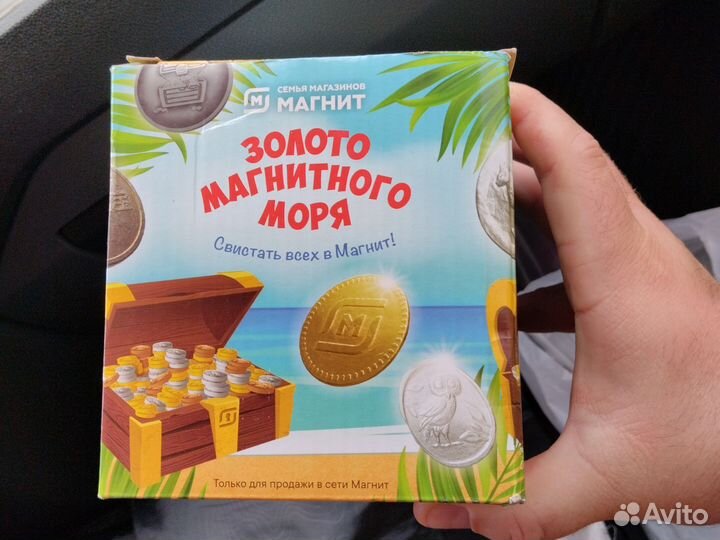 СЕМЬЯ МАГАЗИНОВ
МАГНИТ
ЗОЛОТО
МАГНИТНОГО
МОРЯ
Свистать всех в Магнит!
М
Только для продажи в сети Магнит
Avito